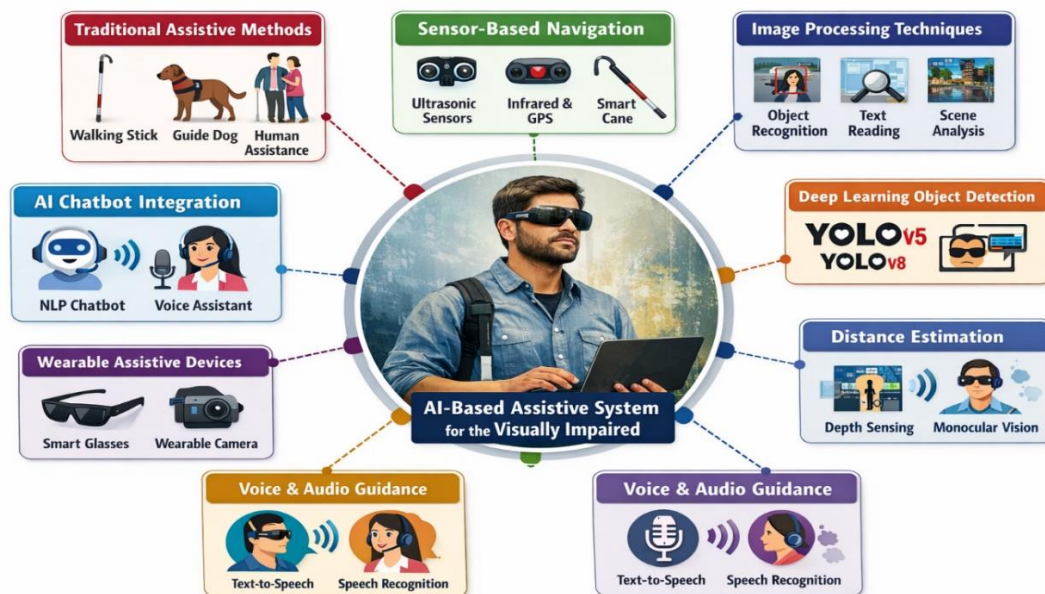 Traditional Assistive Methods
Walking Stick
Guide Dog
Human
Assistance
Sensor-Based Navigation
Ultrasonic
Sensors
Infrared &
GPS
Smart
Cane
Image Processing Techniques
Object
Recognition
Text
Reading
Scene
Analysis
AI Chatbot Integration
NLP Chatbot
Voice Assistant
Deep Learning Object Detection
YOLOv5
YOLOv8
Wearable Assistive Devices
Smart Glasses
Wearable Camera
Distance Estimation
Depth Sensing
Monocular Vision
AI-Based Assistive System
for the Visually Impaired
Voice & Audio Guidance
Text-to-Speech
Speech Recognition
Voice & Audio Guidance
Text-to-Speech
Speech Recognition